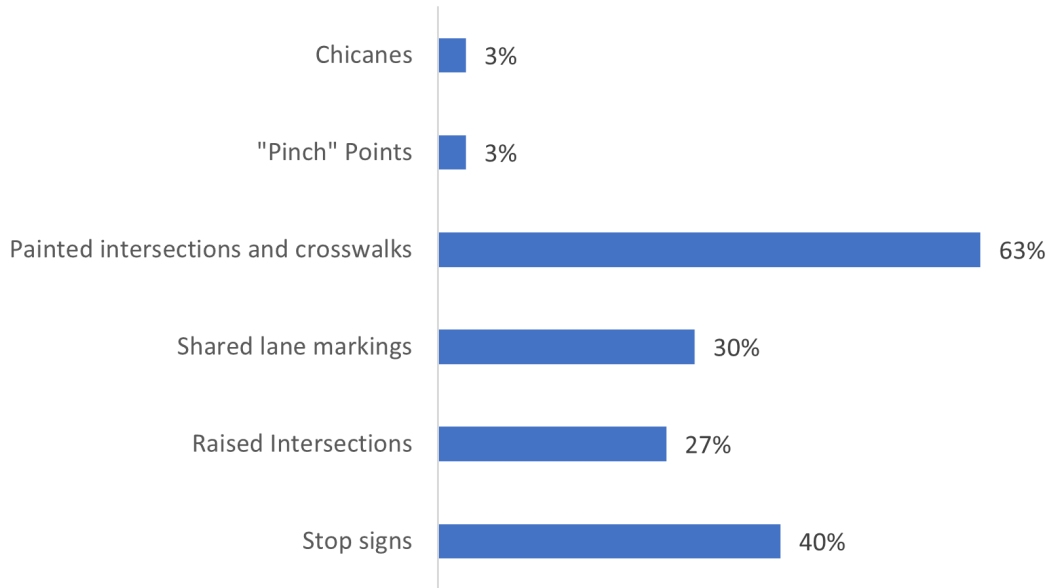 Chicanes 3%
"Pinch" Points 3%
Painted intersections and crosswalks 63%
Shared lane markings 30%
Raised Intersections 27%
Stop signs 40%